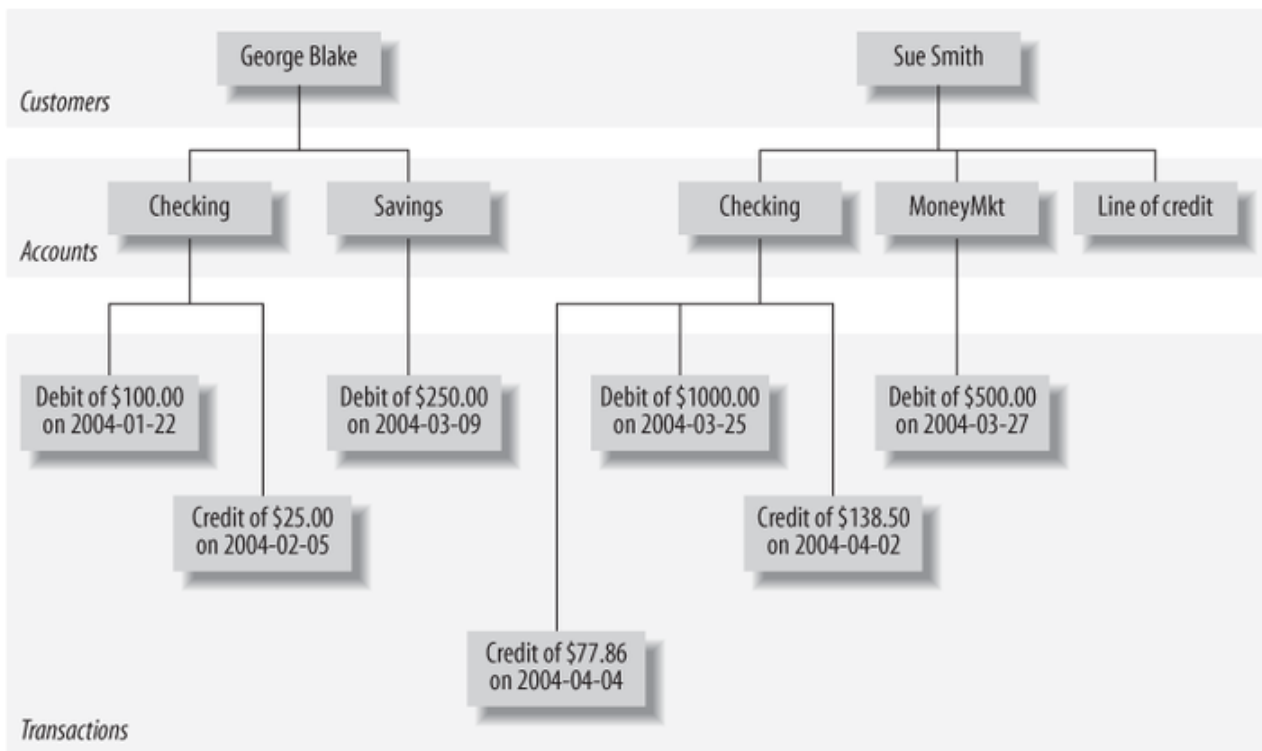 George Blake
Sue Smith
Customers
Checking
Savings
Checking
MoneyMkt
Line of credit
Accounts
Debit of $100.00
on 2004-01-22
Debit of $250.00
on 2004-03-09
Debit of $1000.00
on 2004-03-25
Debit of $500.00
on 2004-03-27
Credit of $25.00
on 2004-02-05
Credit of $138.50
on 2004-04-02
Credit of $77.86
on 2004-04-04
Transactions